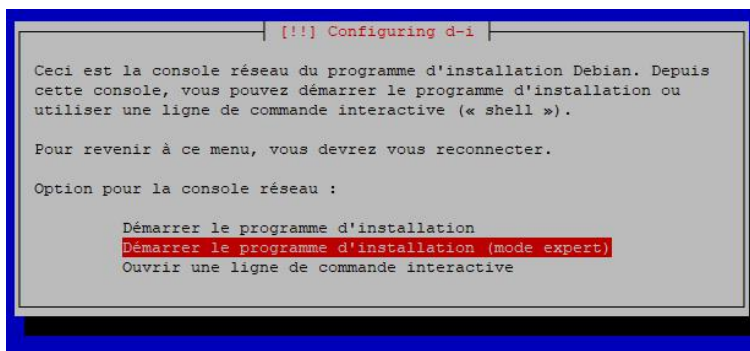 [!!] Configuring d-i
Ceci est la console réseau du programme d'installation Debian. Depuis
cette console, vous pouvez démarrer le programme d'installation ou
utiliser une ligne de commande interactive (« shell »).
Pour revenir à ce menu, vous devrez vous reconnecter.
Option pour la console réseau :
Démarrer le programme d'installation
Démarrer le programme d'installation (mode expert)
Ouvrir une ligne de commande interactive